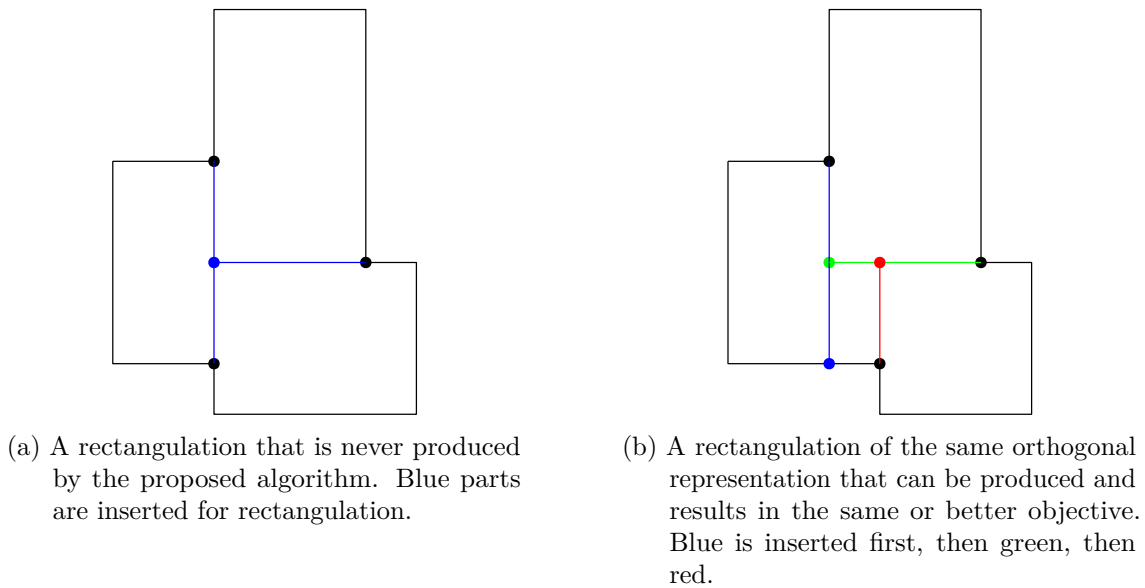 (a) A rectangulation that is never produced
by the proposed algorithm. Blue parts
are inserted for rectangulation.
(b) A rectangulation of the same orthogonal
representation that can be produced and
results in the same or better objective.
Blue is inserted first, then green, then
red.